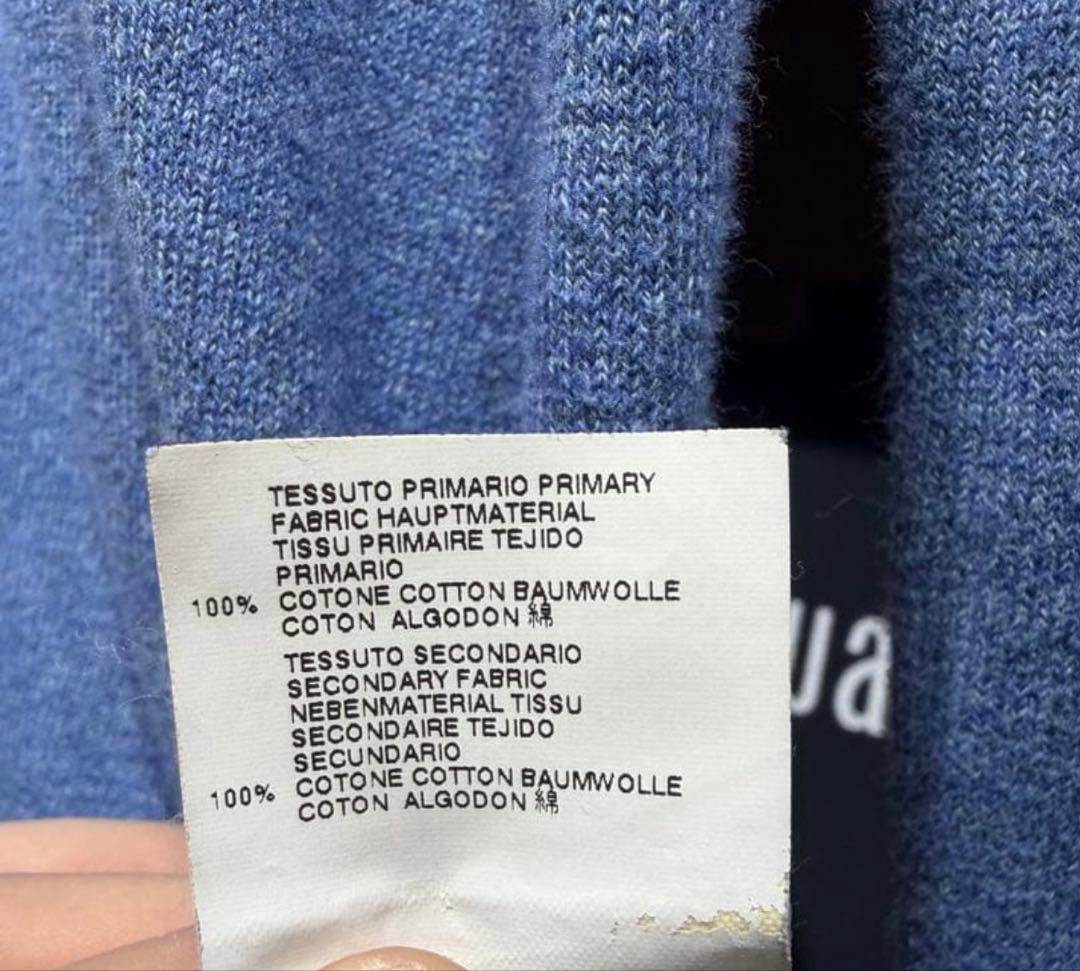 TESSUTO PRIMARIO PRIMARY
FABRIC HAUPTMATERIAL
TISSU PRIMAIRE TEJIDO
PRIMARIO
100% COTONE COTTON BAUMWOLLE
COTON ALGODON 綿
TESSUTO SECONDARIO
SECONDARY FABRIC
NEBENMATERIAL TISSU
SECONDAIRE TEJIDO
SECUNDARIO
100% COTONE COTTON BAUMWOLLE
COTON ALGODON 綿